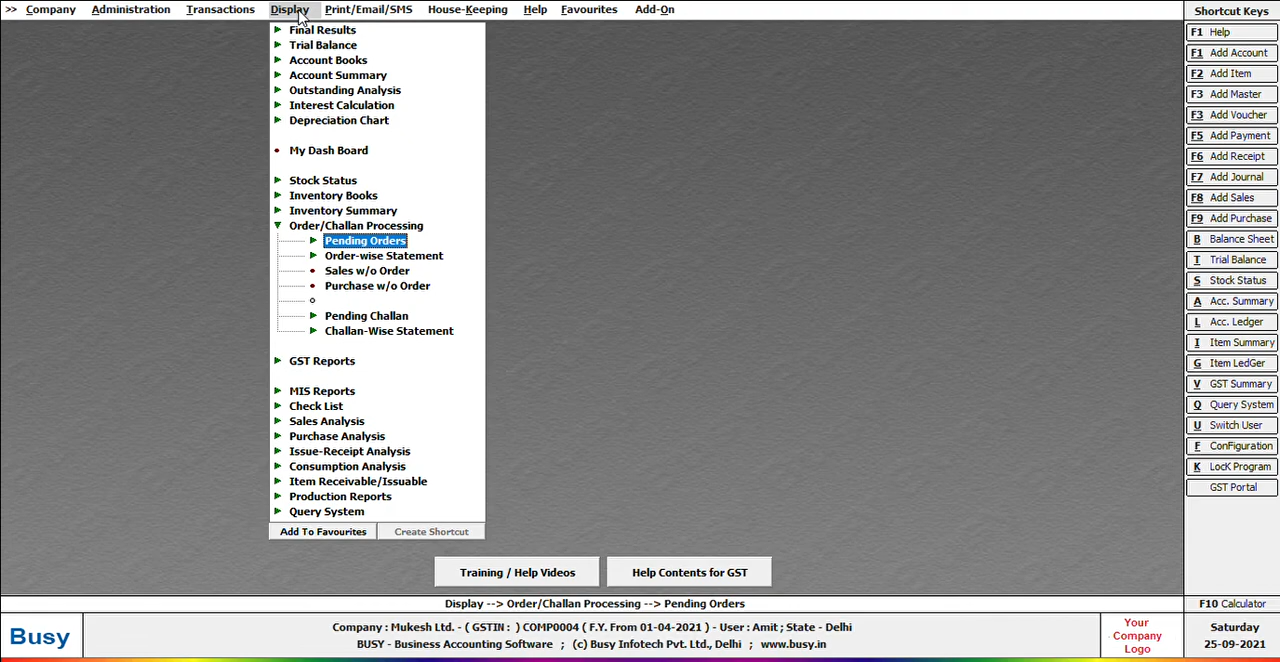 >> Company Administration Transactions Display Print/Email/SMS House-Keeping Help Favourites Add-On
Final Results
Trial Balance
Account Books
Account Summary
Outstanding Analysis
Interest Calculation
Depreciation Chart
My Dash Board
Stock Status
Inventory Books
Inventory Summary
Order/Challan Processing
Pending Orders
Order-wise Statement
Sales w/o Order
Purchase w/o Order
Pending Challan
Challan-Wise Statement
GST Reports
MIS Reports
Check List
Sales Analysis
Purchase Analysis
Issue-Receipt Analysis
Consumption Analysis
Item Receivable/Issuable
Production Reports
Query System
Add To Favourites Create Shortcut
Training / Help Videos Help Contents for GST
Shortcut Keys
F1 Help
F1 Add Account
F2 Add Item
F3 Add Master
F3 Add Voucher
F5 Add Payment
F6 Add Receipt
F7 Add Journal
F8 Add Sales
F9 Add Purchase
B Balance Sheet
T Trial Balance
S Stock Status
A Acc. Summary
L Acc. Ledger
I Item Summary
G Item LedGer
V GST Summary
Q Query System
U Switch User
F ConFiguration
K LocK Program
GST Portal
Display --> Order/Challan Processing --> Pending Orders
F10 Calculator
Busy
Company : Mukesh Ltd. - ( GSTIN : ) COMP0004 ( F.Y. From 01-04-2021 ) - User : Amit ; State - Delhi
BUSY - Business Accounting Software ; (c) Busy Infotech Pvt. Ltd., Delhi ; www.busy.in
Your
Company
Logo
Saturday
25-09-2021